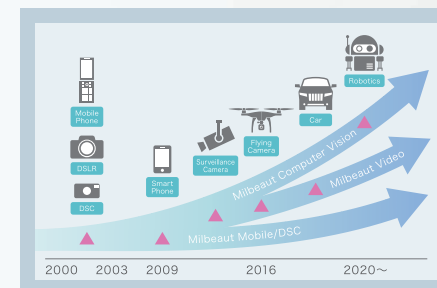 Robotics
Mobile
Phone
Car
Flying
Camera
Surveillance
Camera
DSLR
Smart
Phone
DSC
Milbeaut Computer Vision
Milbeaut Video
Milbeaut Mobile/DSC
2000 2003 2009 2016 2020～